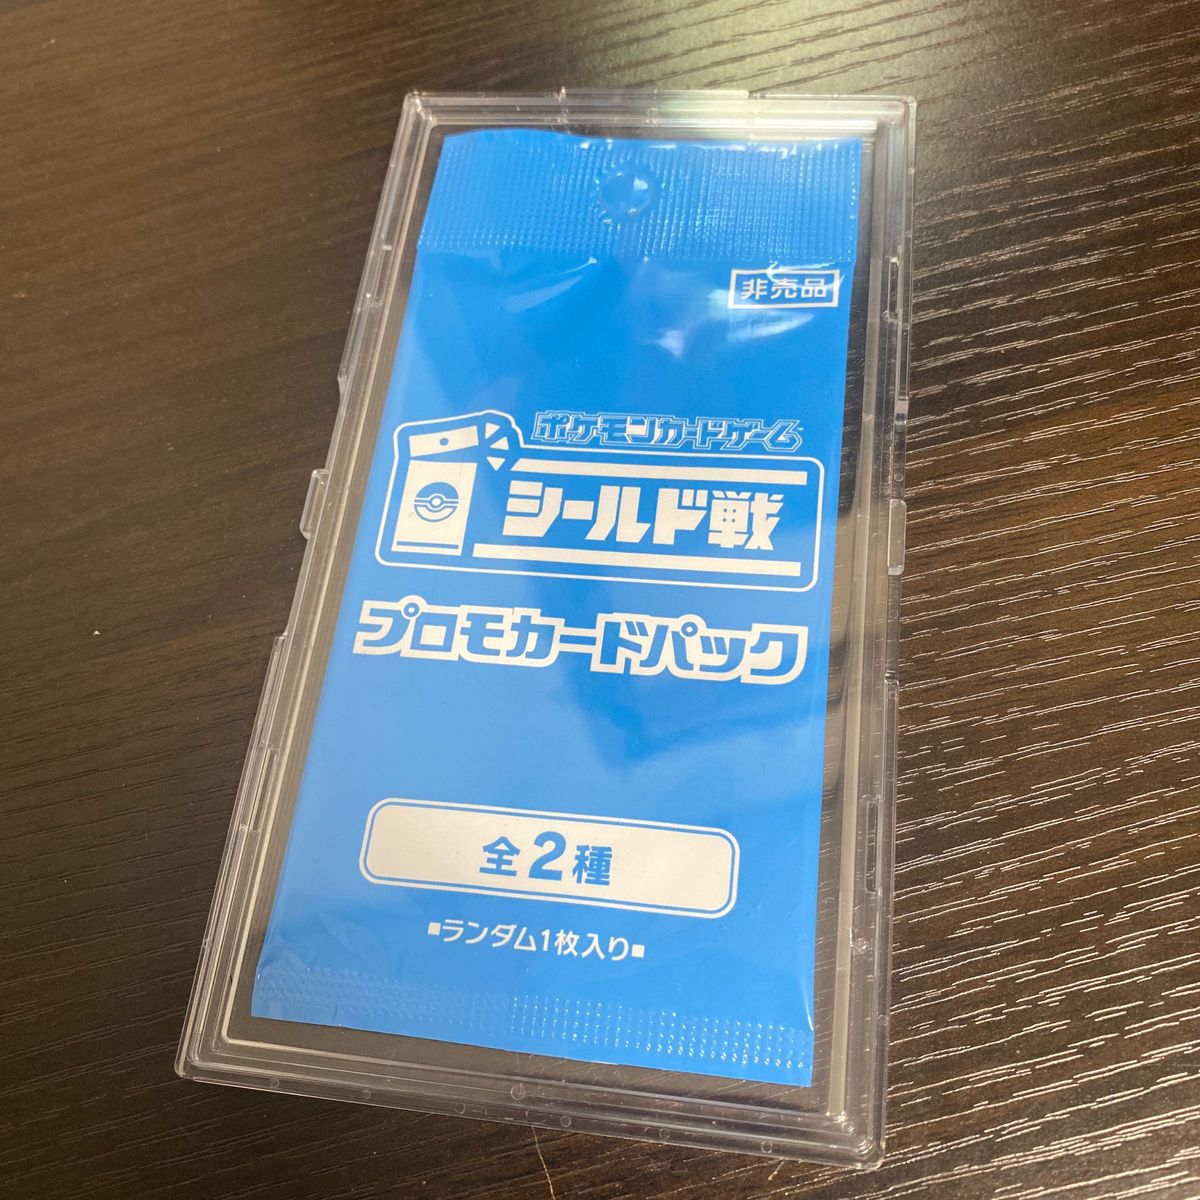 非売品
ポケモンカードゲーム
シールド戦
プロモカードパック
全2種
■ランダム1枚入り■